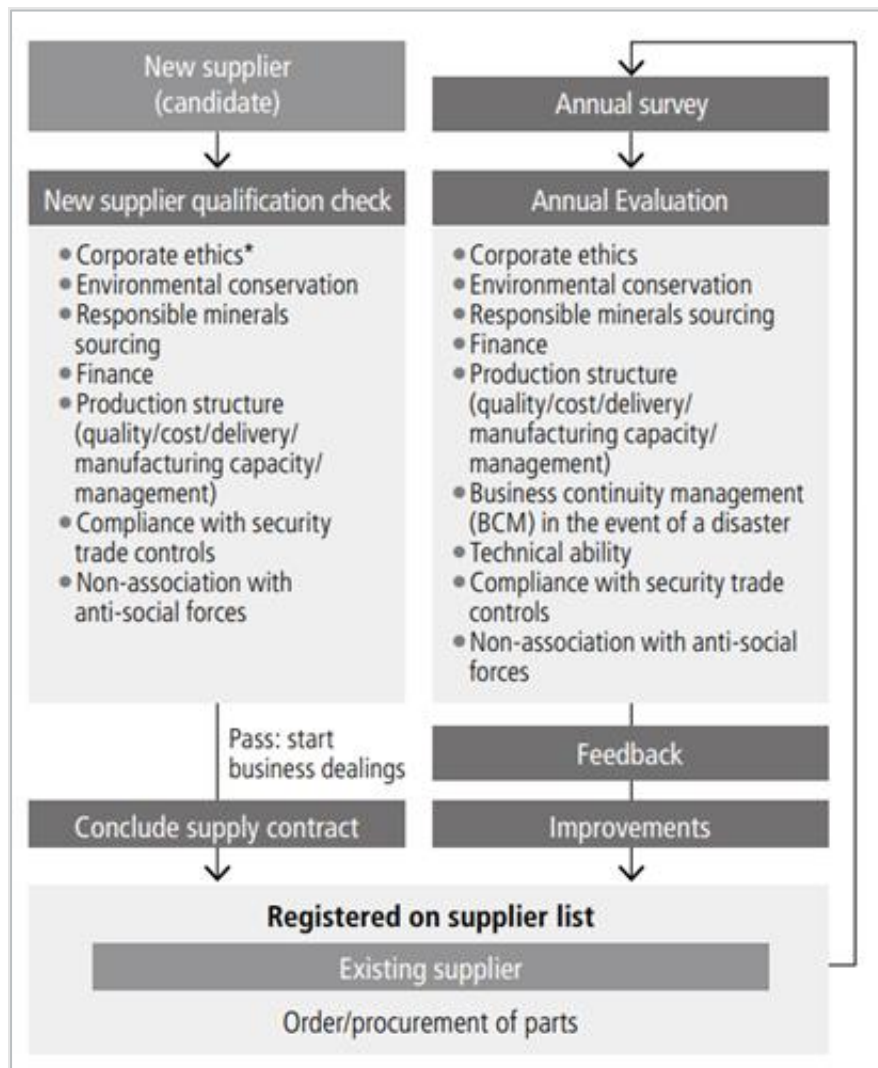 New supplier
(candidate)
New supplier qualification check
● Corporate ethics*
● Environmental conservation
● Responsible minerals
sourcing
● Finance
● Production structure
(quality/cost/delivery/
manufacturing capacity/
management)
● Compliance with security
trade controls
● Non-association with
anti-social forces
Pass: start
business dealings
Conclude supply contract
Annual survey
Annual Evaluation
● Corporate ethics
● Environmental conservation
● Responsible minerals sourcing
● Finance
● Production structure
(quality/cost/delivery/
manufacturing capacity/
management)
● Business continuity management
(BCM) in the event of a disaster
● Technical ability
● Compliance with security trade
controls
● Non-association with anti-social
forces
Feedback
Improvements
Registered on supplier list
Existing supplier
Order/procurement of parts